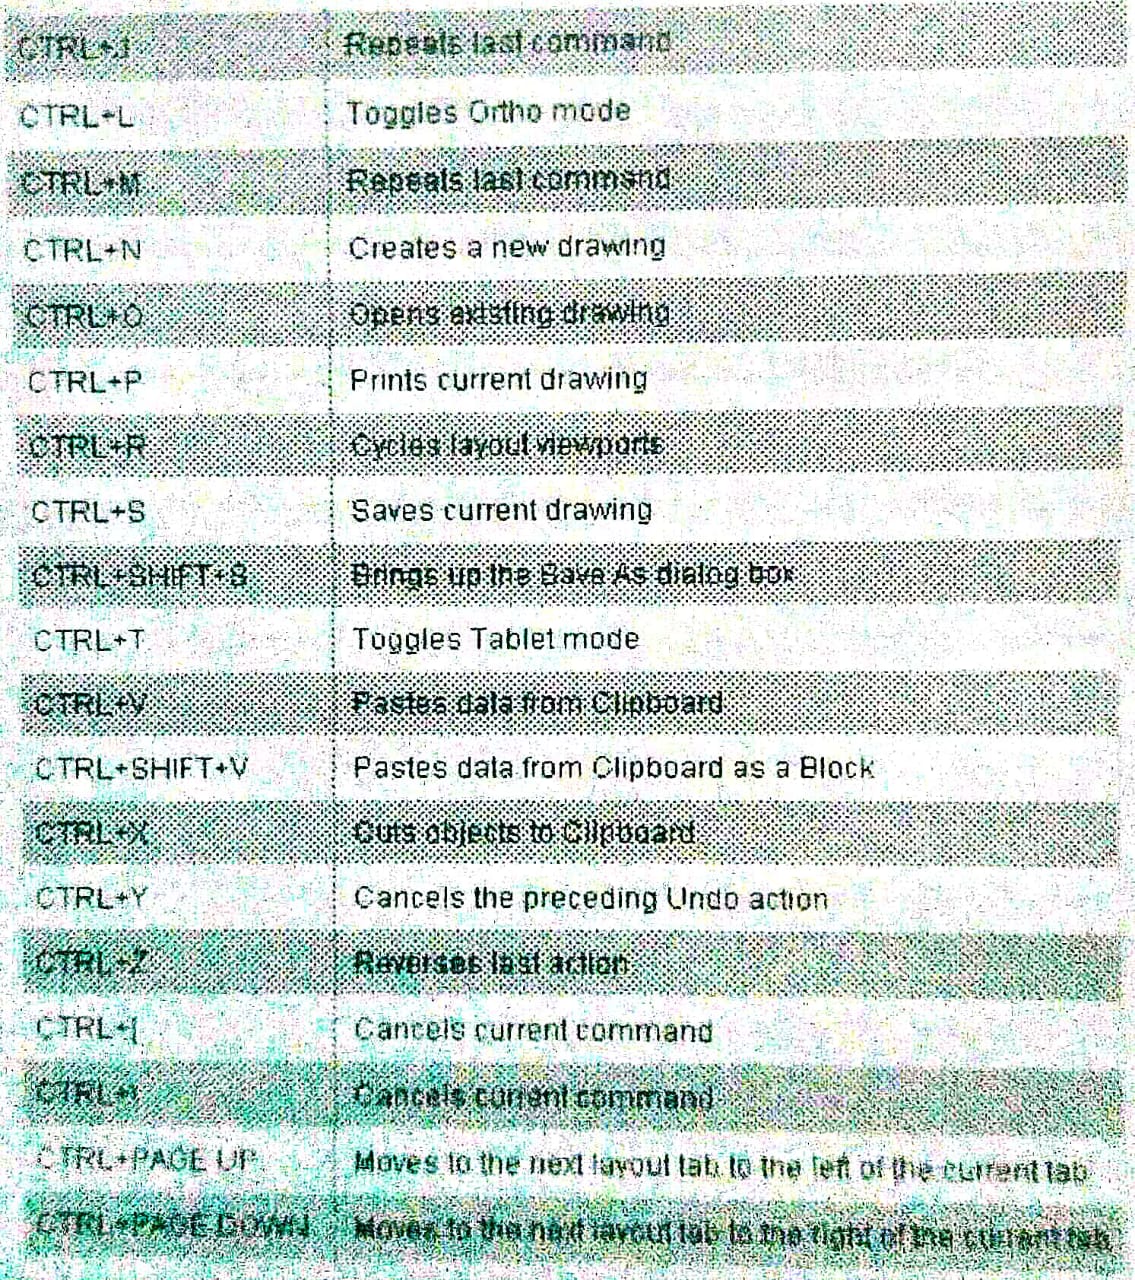 CTRL+J Repeats last command
CTRL+L Toggles Ortho mode
CTRL+M Repeats last command
CTRL+N Creates a new drawing
CTRL+O Opens existing drawing
CTRL+P Prints current drawing
CTRL+R Cycles layout viewports
CTRL+S Saves current drawing
CTRL+SHIFT+S Brings up the Save As dialog box
CTRL+T Toggles Tablet mode
CTRL+V Pastes data from Clipboard
CTRL+SHIFT+V Pastes data from Clipboard as a Block
CTRL+X Cuts objects to Clipboard
CTRL+Y Cancels the preceding Undo action
CTRL+Z Reverses last action
CTRL+[ Cancels current command
Cancels current command
CTRL+PAGE UP Moves to the next layout tab to the left of the current tab
CTRL+PAGE DOWN Moves to the next layout tab to the right of the current tab